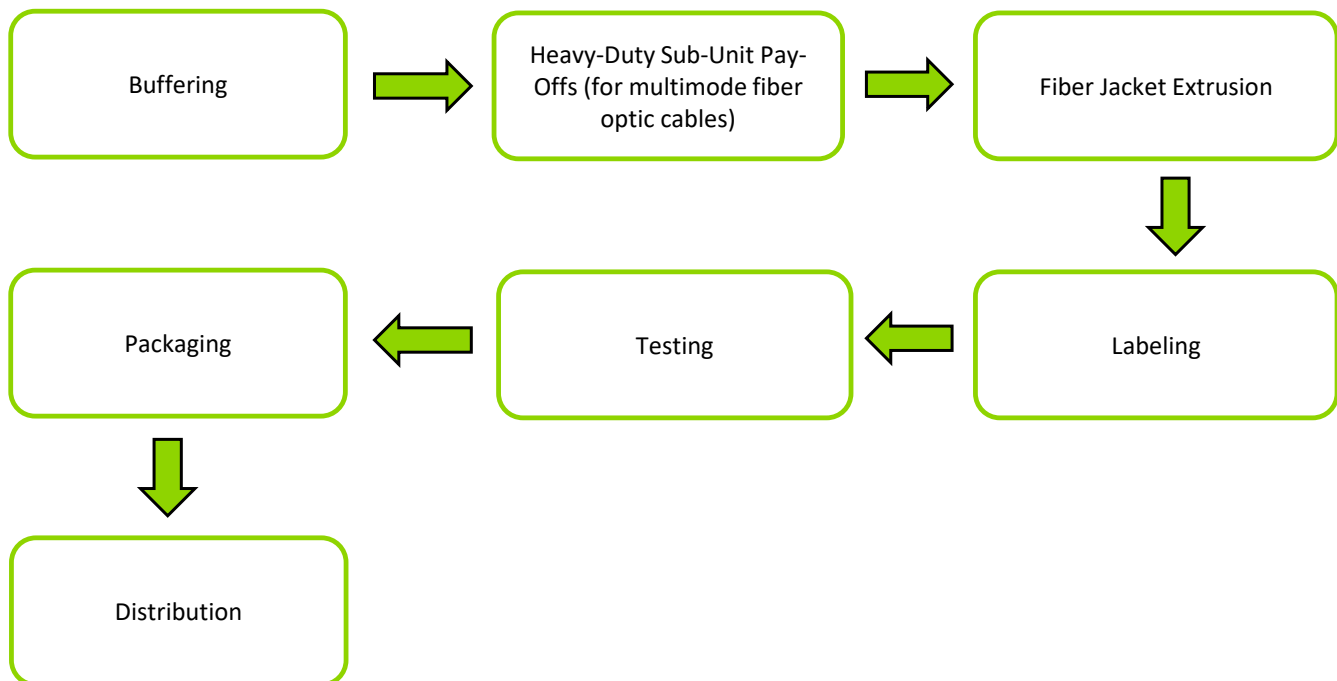 Buffering
Heavy-Duty Sub-Unit Pay-
Offs (for multimode fiber
optic cables)
Fiber Jacket Extrusion
Labeling
Testing
Packaging
Distribution